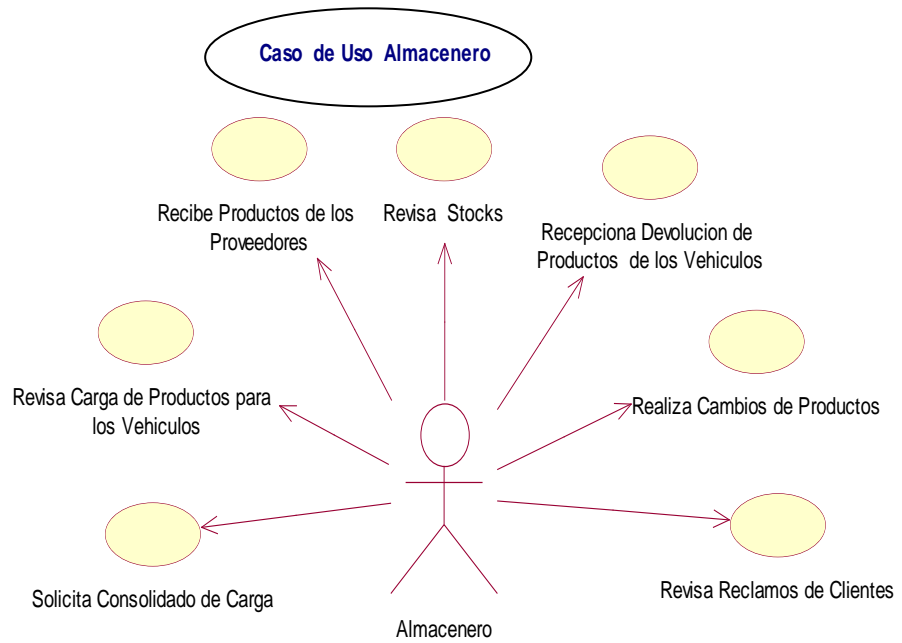 Caso de Uso Almacenero
Recibe Productos de los
Proveedores
Revisa Stocks
Recepciona Devolucion de
Productos de los Vehiculos
Revisa Carga de Productos para
los Vehiculos
Realiza Cambios de Productos
Solicita Consolidado de Carga
Revisa Reclamos de Clientes
Almacenero